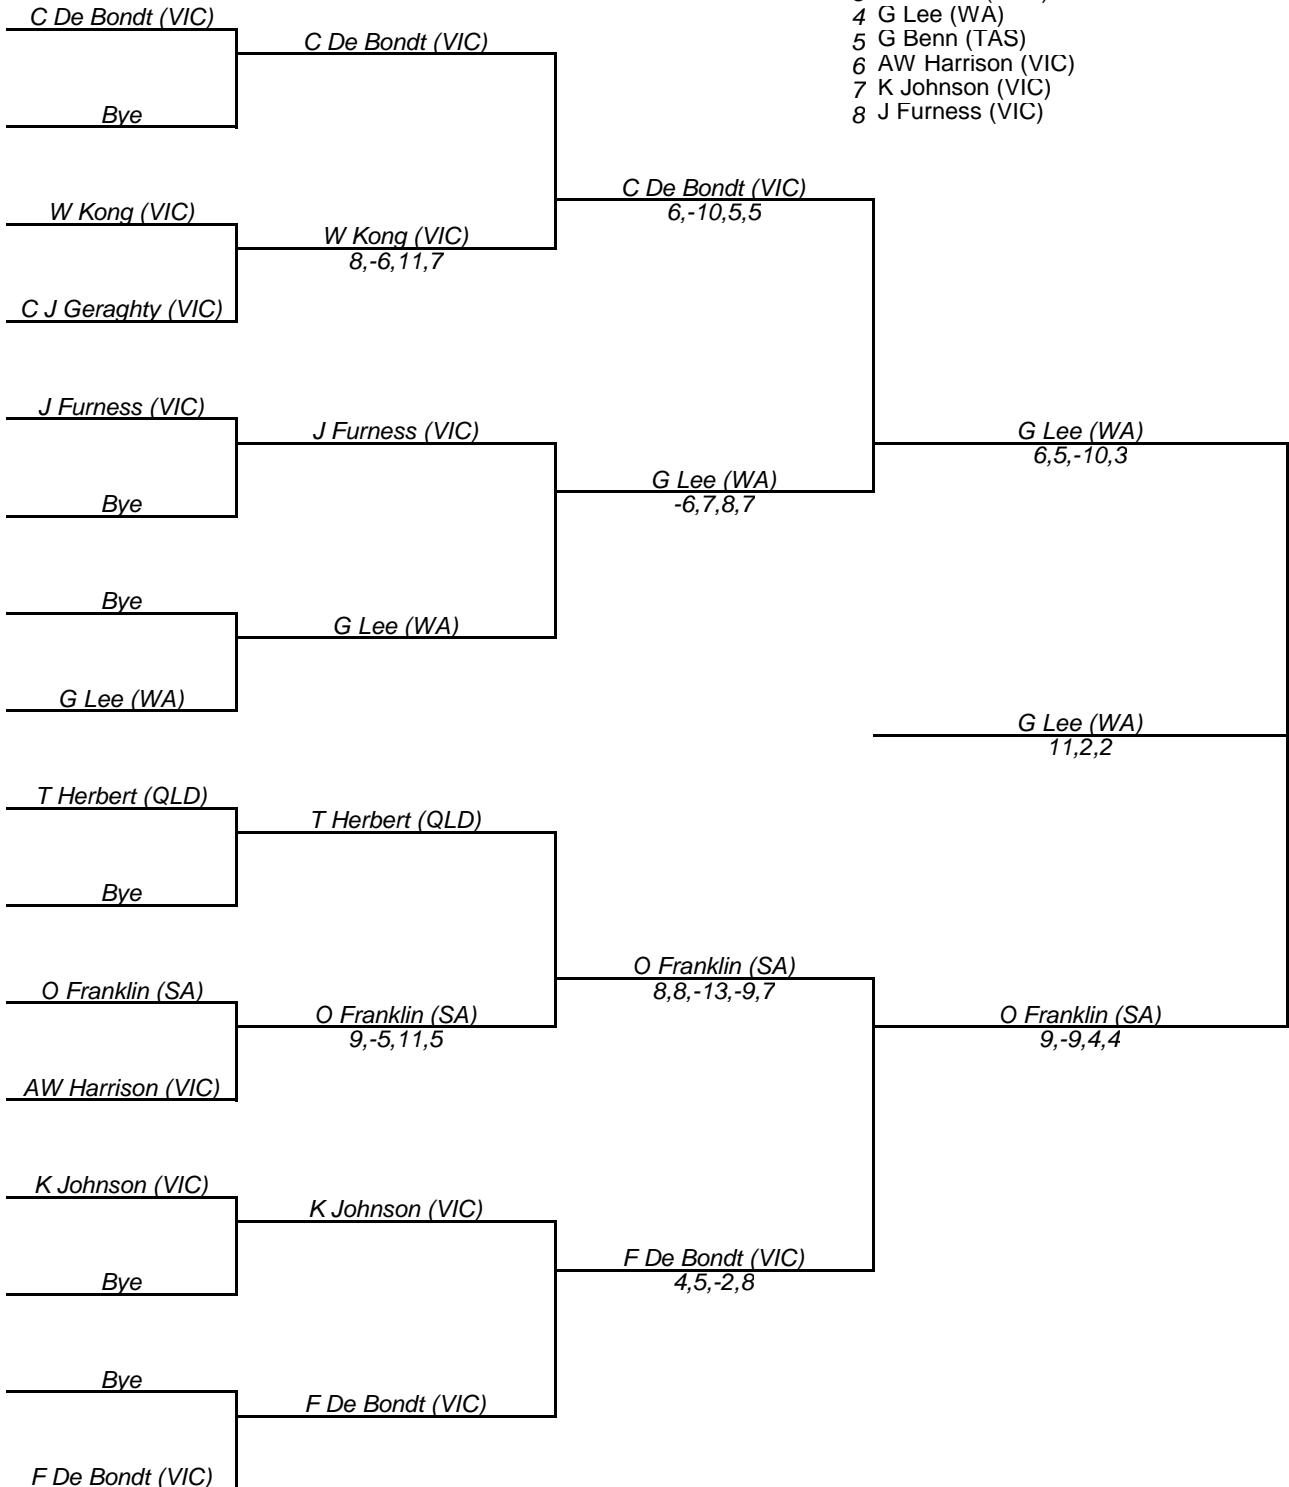 4 G Lee (WA)
5 G Benn (TAS)
6 AW Harrison (VIC)
7 K Johnson (VIC)
8 J Furness (VIC)
C De Bondt (VIC)
C De Bondt (VIC)
Bye
C De Bondt (VIC)
6,-10,5,5
W Kong (VIC)
W Kong (VIC)
8,-6,11,7
C J Geraghty (VIC)
J Furness (VIC)
J Furness (VIC)
G Lee (WA)
6,5,-10,3
G Lee (WA)
-6,7,8,7
Bye
Bye
G Lee (WA)
G Lee (WA)
G Lee (WA)
11,2,2
T Herbert (QLD)
T Herbert (QLD)
Bye
O Franklin (SA)
8,8,-13,-9,7
O Franklin (SA)
O Franklin (SA)
9,-5,11,5
O Franklin (SA)
9,-9,4,4
AW Harrison (VIC)
K Johnson (VIC)
K Johnson (VIC)
F De Bondt (VIC)
4,5,-2,8
Bye
Bye
F De Bondt (VIC)
F De Bondt (VIC)